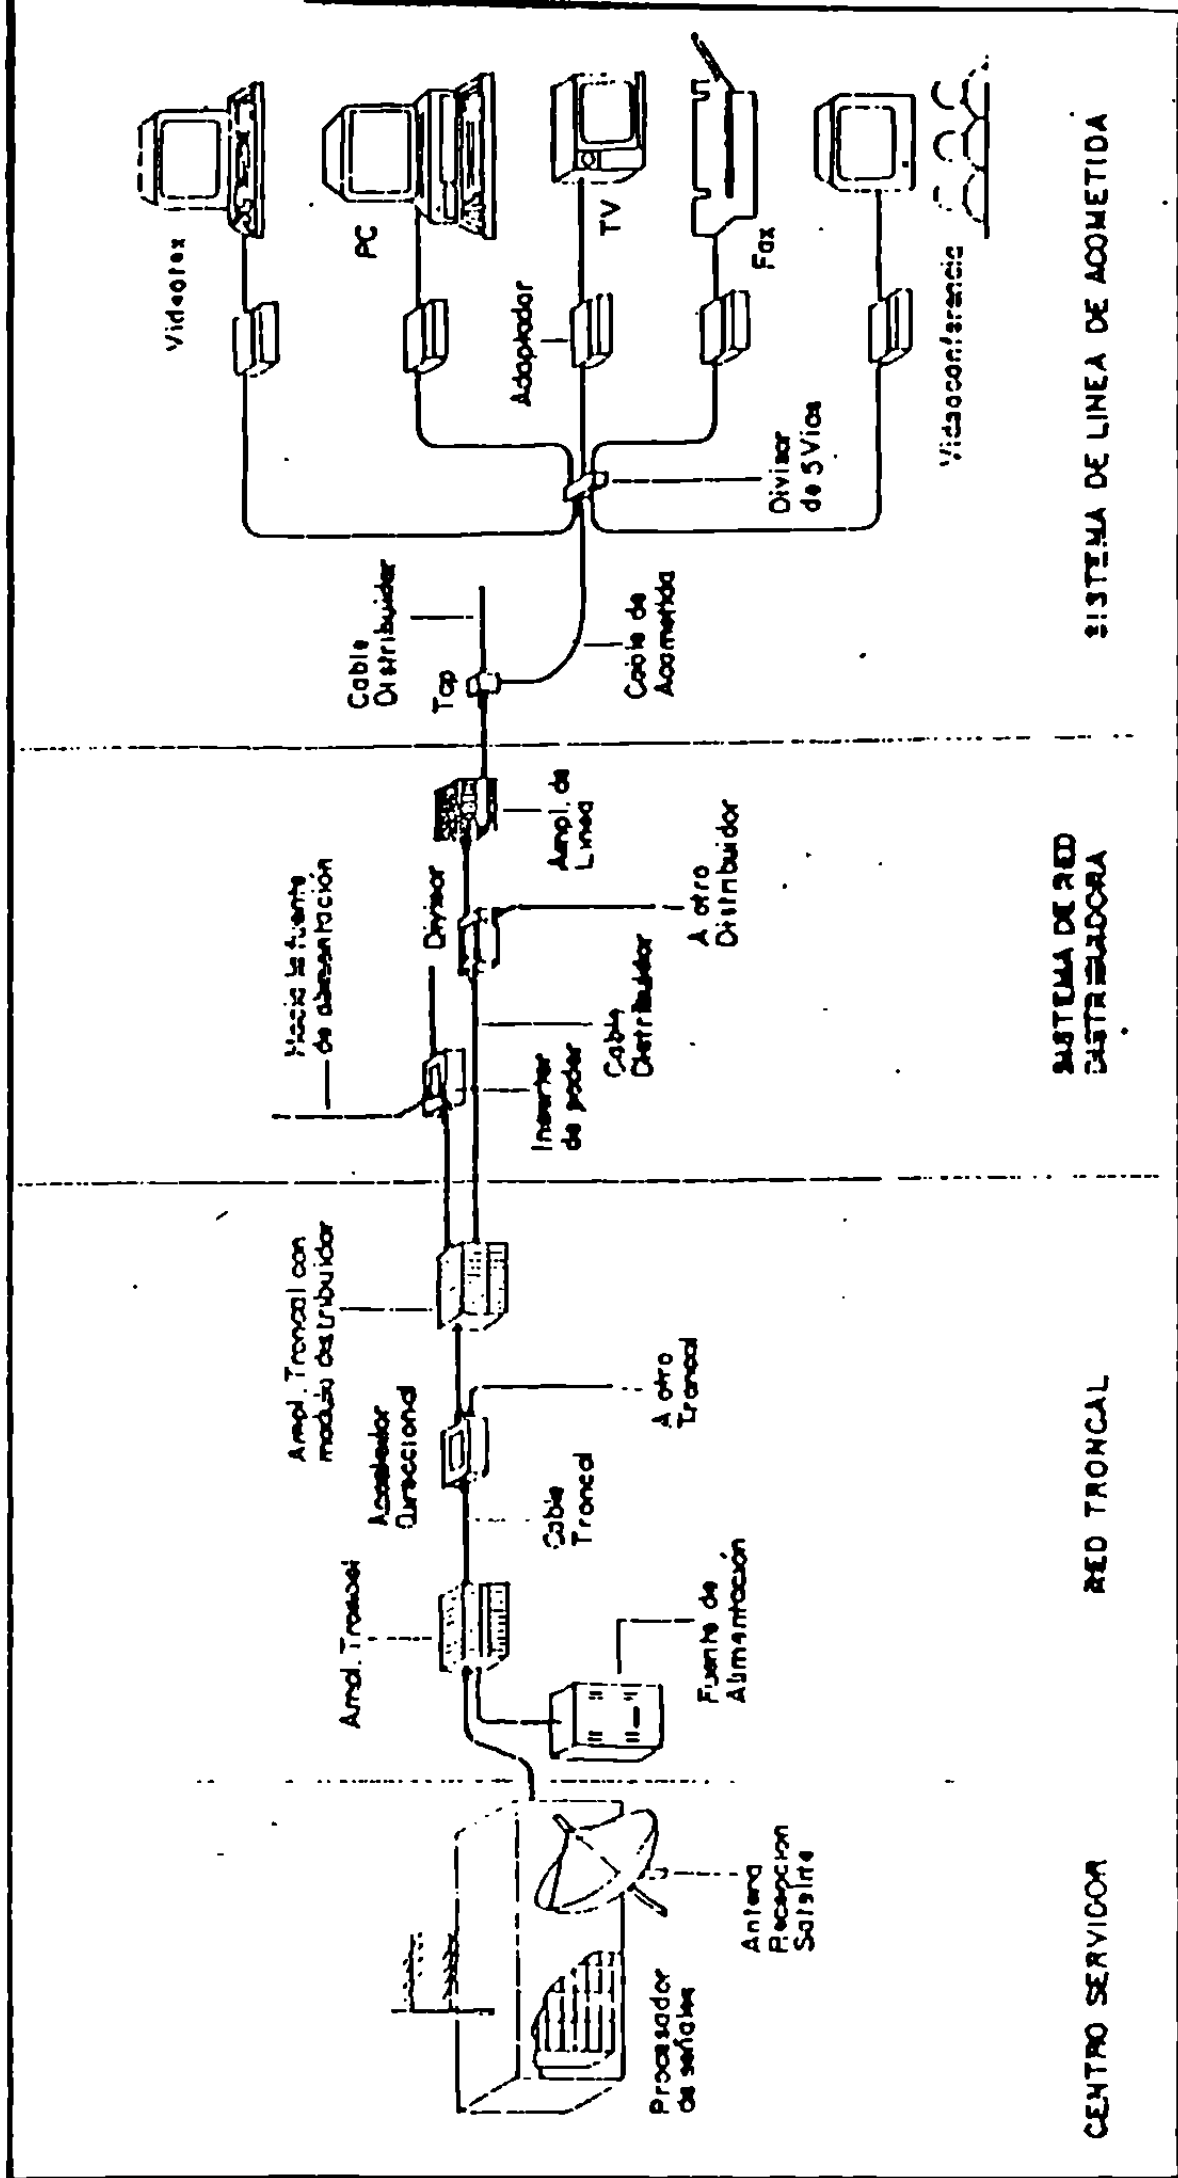 Procesador
de señales
Antena
Recepcion
Satelite
CENTRO SERVIDOR
Ampl. Troncal
Fuente de
Alimentación
Acoplador
Direccional
Cable
Troncal
A otro
Troncal
Ampl. Troncal con
modulo distribuidor
RED TRONCAL
Hacia la fuente
de alimentación
Insertor
de poder
Cable
Distribuidor
Divisor
A otro
Distribuidor
Ampl. de
Linea
SISTEMA DE RED
DISTRIBUIDORA
Cable
Distribuidor
Tap
Cable de
Acometida
Divisor
de 5 Vias
Adaptador
Videotex
PC
TV
Fax
Videoconferencia
SISTEMA DE LINEA DE ACOMETIDA